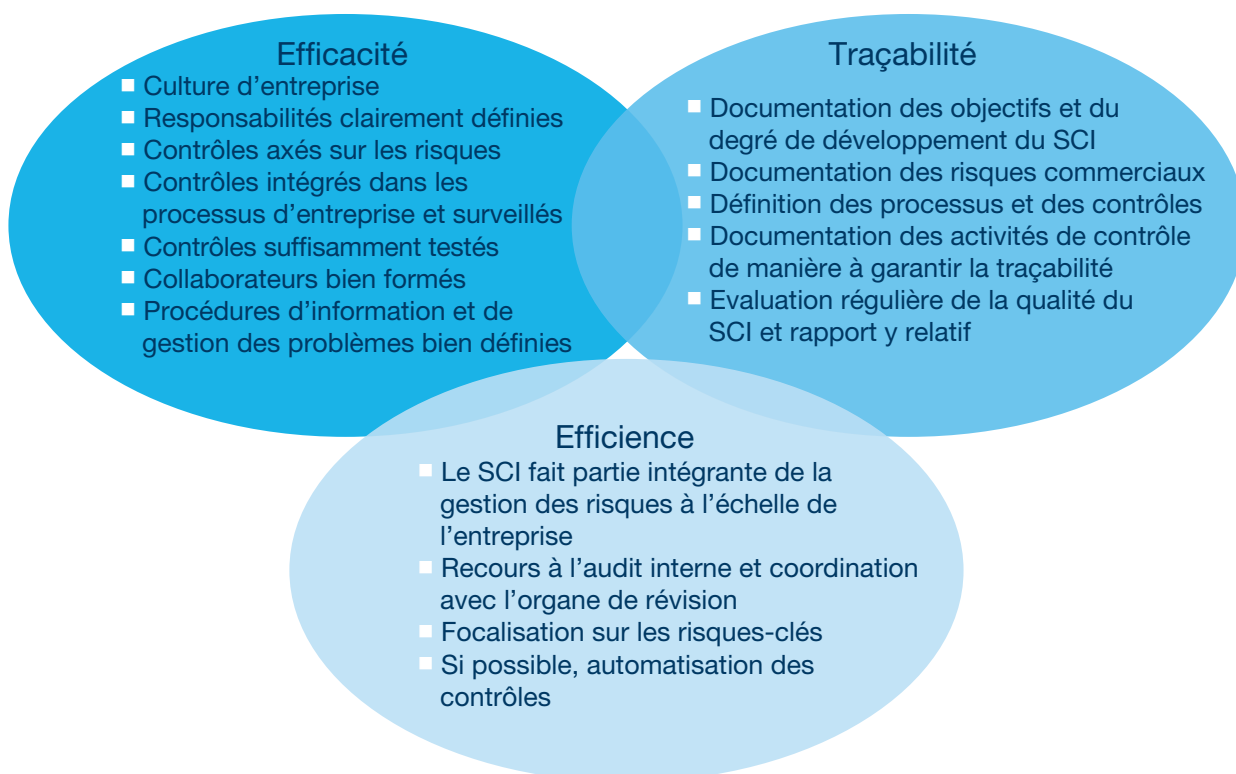 Efficacité
Culture d’entreprise
Responsabilités clairement définies
Contrôles axés sur les risques
Contrôles intégrés dans les
processus d’entreprise et surveillés
Contrôles suffisamment testés
Collaborateurs bien formés
Procédures d’information et de
gestion des problèmes bien définies
Traçabilité
Documentation des objectifs et du
degré de développement du SCI
Documentation des risques commerciaux
Définition des processus et des contrôles
Documentation des activités de contrôle
de manière à garantir la traçabilité
Evaluation régulière de la qualité du
SCI et rapport y relatif
Efficience
Le SCI fait partie intégrante de la
gestion des risques à l’échelle de
l’entreprise
Recours à l’audit interne et coordination
avec l’organe de révision
Focalisation sur les risques-clés
Si possible, automatisation des
contrôles